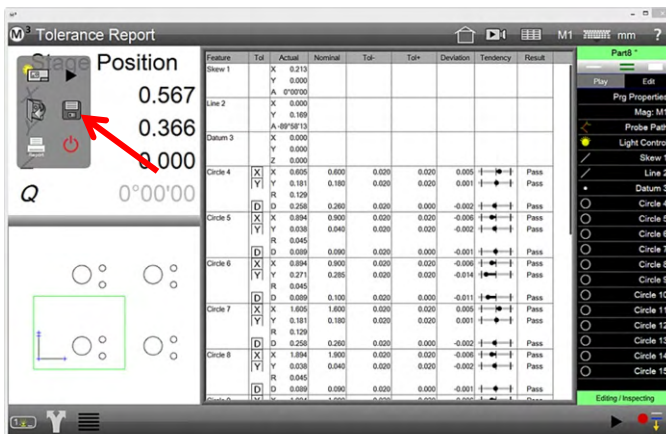 M³ Tolerance Report
M1 mm ?
Stage Position
0.567
0.366
0.000
Q 0°00'00
Feature Tol Actual Nominal Tol- Tol+ Deviation Tendency Result
Skew 1 X 0.213
Y 0.000
A 0°00'00
Line 2 X 0.000
Y 0.169
A -89°58'13
Datum 3 X 0.000
Y 0.000
Z 0.000
Circle 4 X X 0.605 0.600 0.020 0.020 0.005 Pass
Y Y 0.181 0.180 0.020 0.020 0.001 Pass
R 0.129
D D 0.258 0.260 0.020 0.000 -0.002 Pass
Circle 5 X X 0.894 0.900 0.020 0.020 -0.006 Pass
Y Y 0.038 0.040 0.020 0.020 -0.002 Pass
R 0.045
D D 0.089 0.090 0.020 0.000 -0.001 Pass
Circle 6 X X 0.894 0.900 0.020 0.020 -0.006 Pass
Y Y 0.271 0.285 0.020 0.020 -0.014 Pass
R 0.045
D D 0.089 0.100 0.020 0.000 -0.011 Pass
Circle 7 X X 1.605 1.600 0.020 0.020 0.005 Pass
Y Y 0.181 0.180 0.020 0.020 0.001 Pass
R 0.129
D D 0.258 0.260 0.020 0.000 -0.002 Pass
Circle 8 X X 1.894 1.900 0.020 0.020 -0.006 Pass
Y Y 0.038 0.040 0.020 0.020 -0.002 Pass
R 0.045
D D 0.089 0.090 0.020 0.000 -0.001 Pass
Part8 *
Play Edit
Prg Properties
Mag: M1
Probe Path
Light Control
Skew 1
Line 2
Datum 3
Circle 4
Circle 5
Circle 6
Circle 7
Circle 8
Circle 9
Circle 10
Circle 11
Circle 12
Circle 13
Circle 14
Circle 15
Editing / Inspecting